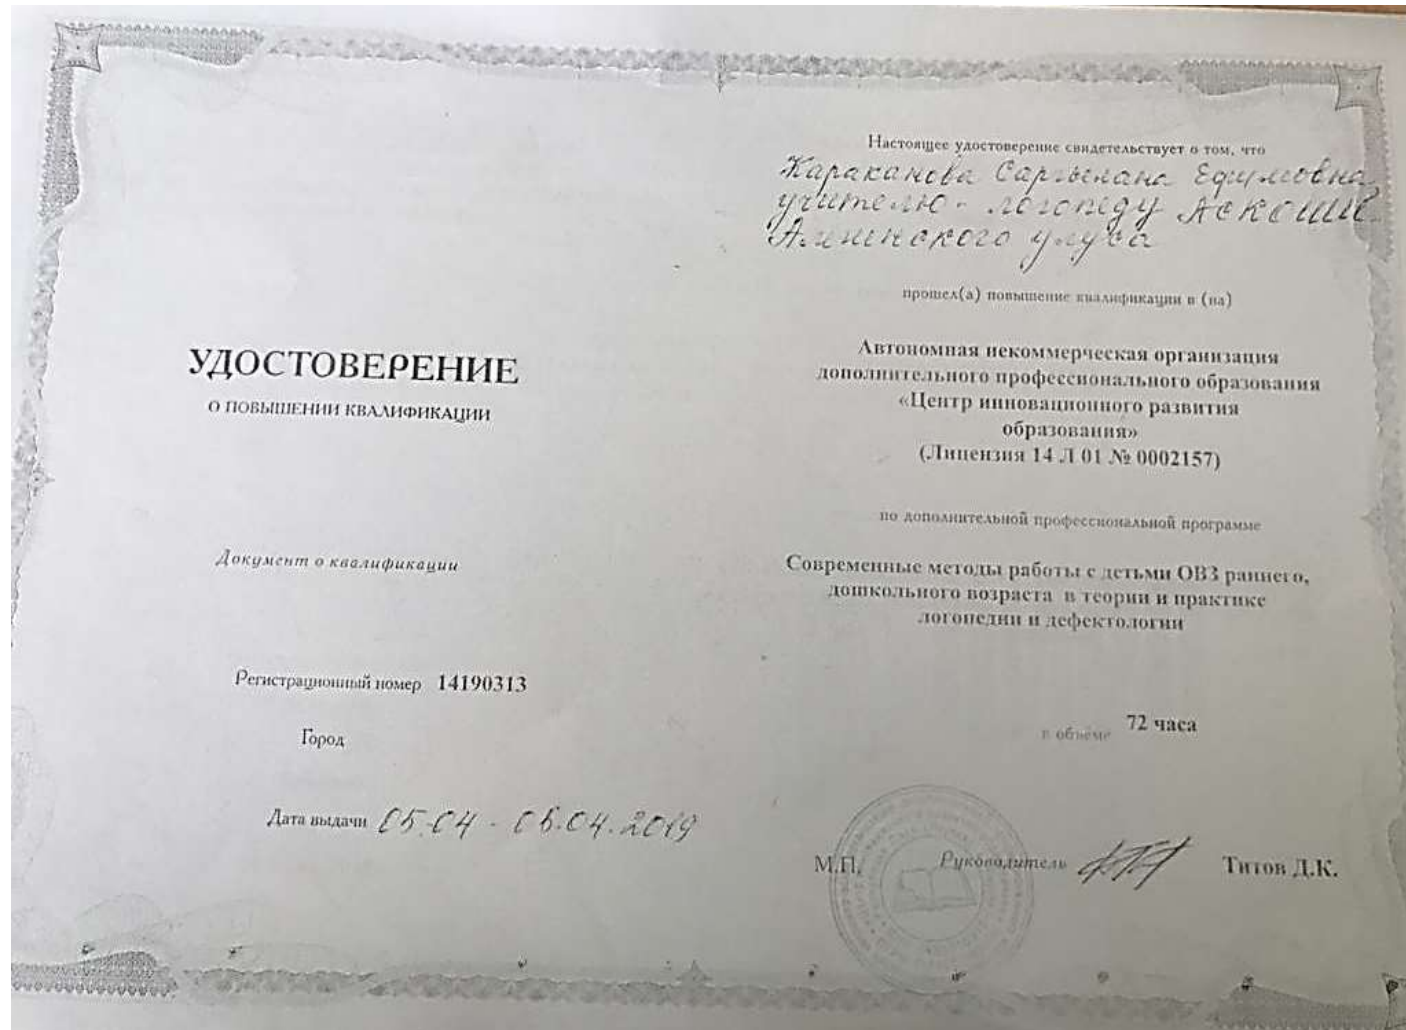 УДОСТОВЕРЕНИЕ
О ПОВЫШЕНИИ КВАЛИФИКАЦИИ
Документ о квалификации
Регистрационный номер 14190313
Город
Дата выдачи 05.04 - 06.04.2019
Настоящее удостоверение свидетельствует о том, что
Караканова Саргылана Ефимовна,
учителю-логопеду АСКОШИ
улуса
прошел(а) повышение квалификации в (на)
Автономная некоммерческая организация
дополнительного профессионального образования
«Центр инновационного развития
образования»
(Лицензия 14 Л 01 № 0002157)
по дополнительной профессиональной программе
Современные методы работы с детьми ОВЗ раннего,
дошкольного возраста в теории и практике
логопедии и дефектологии
в объёме 72 часа
М.П. Руководитель Титов Д.К.